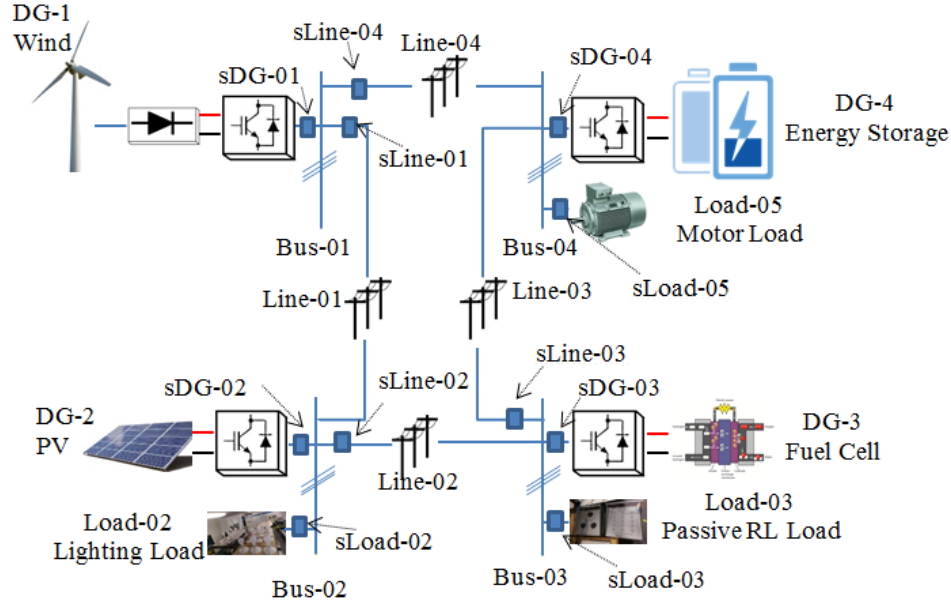 DG-1
Wind
sLine-04
Line-04
sDG-01
sDG-04
DG-4
Energy Storage
sLine-01
Load-05
Motor Load
Bus-01
Bus-04
sLoad-05
Line-01
Line-03
sLine-03
sDG-02
sLine-02
sDG-03
DG-2
PV
DG-3
Fuel Cell
Line-02
Load-02
Lighting Load
sLoad-02
Load-03
Passive RL Load
Bus-02
Bus-03
sLoad-03